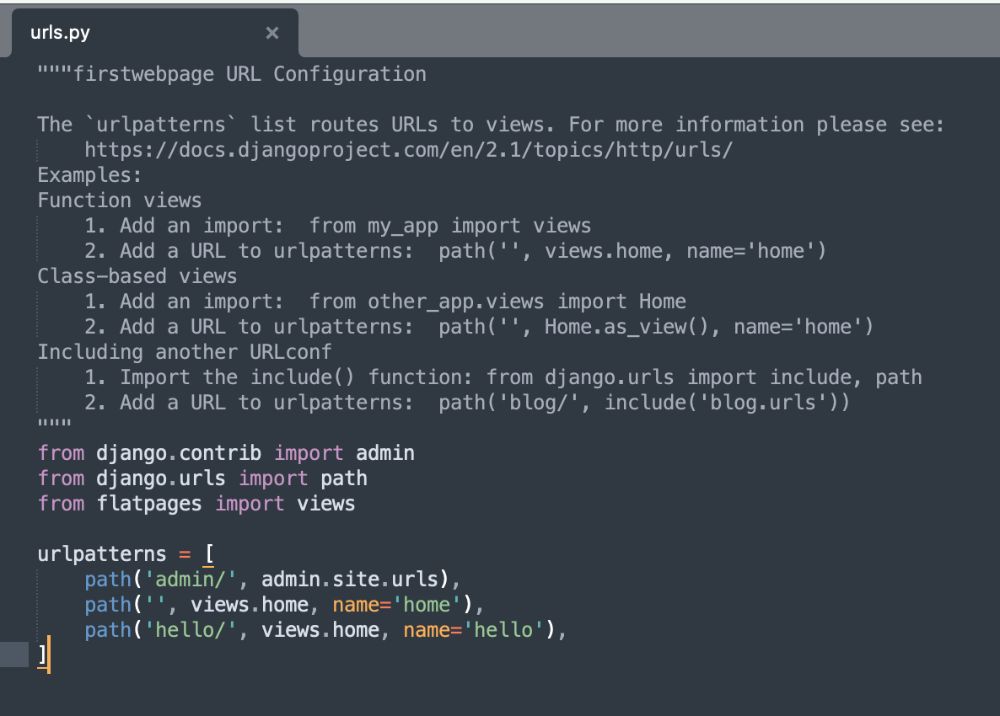 urls.py ×
"""firstwebpage URL Configuration

The `urlpatterns` list routes URLs to views. For more information please see:
    https://docs.djangoproject.com/en/2.1/topics/http/urls/
Examples:
Function views
    1. Add an import:  from my_app import views
    2. Add a URL to urlpatterns:  path('', views.home, name='home')
Class-based views
    1. Add an import:  from other_app.views import Home
    2. Add a URL to urlpatterns:  path('', Home.as_view(), name='home')
Including another URLconf
    1. Import the include() function: from django.urls import include, path
    2. Add a URL to urlpatterns:  path('blog/', include('blog.urls'))
"""
from django.contrib import admin
from django.urls import path
from flatpages import views

urlpatterns = [
    path('admin/', admin.site.urls),
    path('', views.home, name='home'),
    path('hello/', views.home, name='hello'),
]